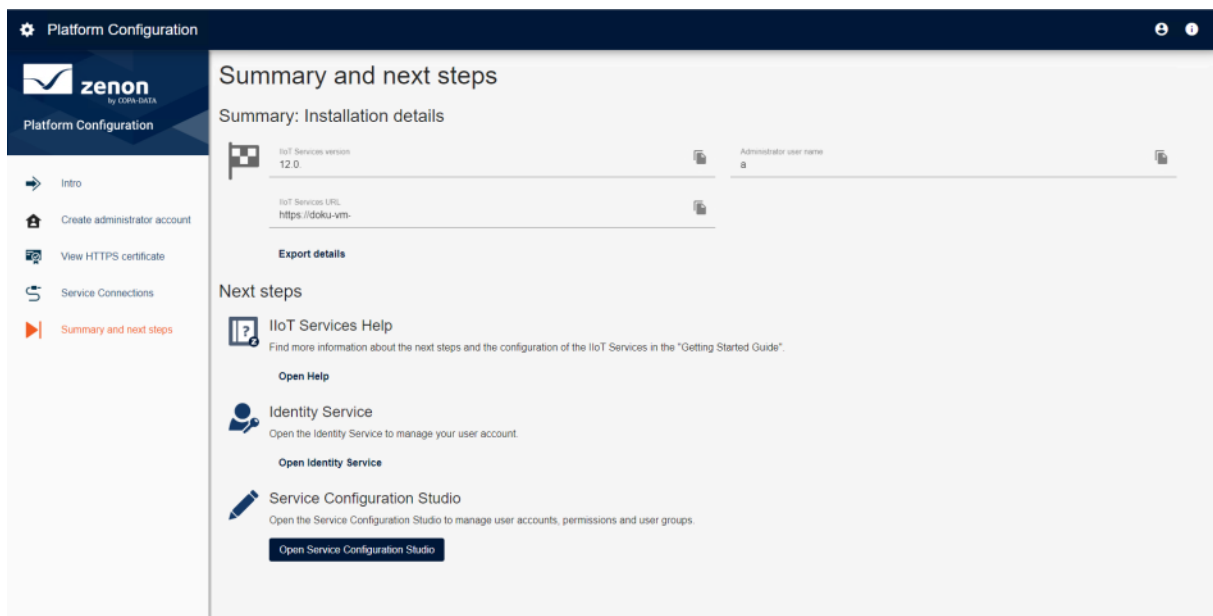 Platform Configuration
zenon
by COPA-DATA
Platform Configuration
Intro
Create administrator account
View HTTPS certificate
Service Connections
Summary and next steps
Summary and next steps
Summary: Installation details
IIoT Services version
12.0.
Administrator user name
a
IIoT Services URL
https://doku-vm-
Export details
Next steps
IIoT Services Help
Find more information about the next steps and the configuration of the IIoT Services in the "Getting Started Guide".
Open Help
Identity Service
Open the Identity Service to manage your user account.
Open Identity Service
Service Configuration Studio
Open the Service Configuration Studio to manage user accounts, permissions and user groups.
Open Service Configuration Studio